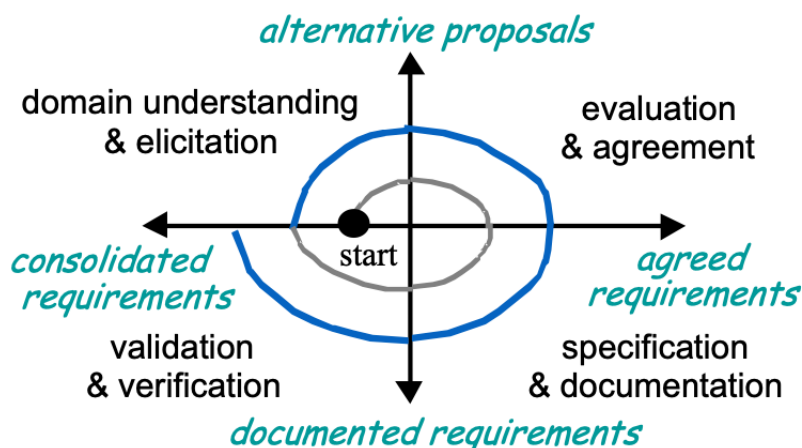 alternative proposals
domain understanding
& elicitation
evaluation
& agreement
start
consolidated
requirements
agreed
requirements
validation
& verification
specification
& documentation
documented requirements